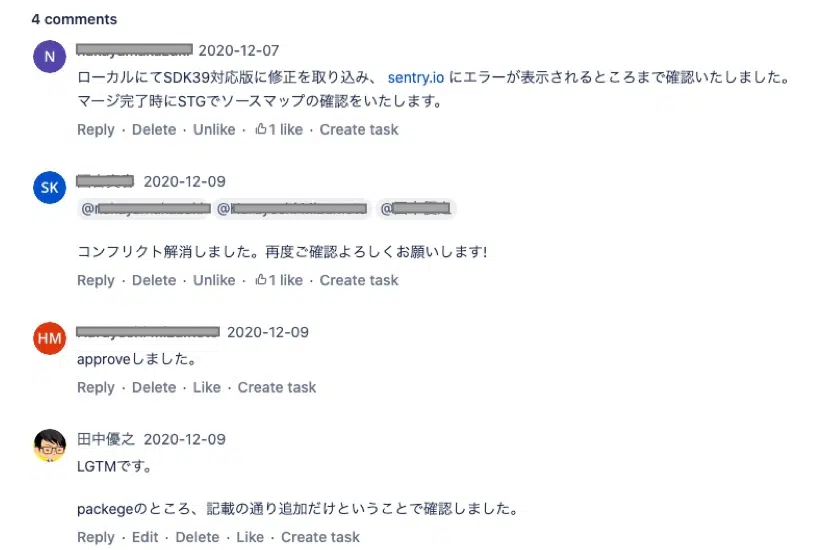 4 comments
N
2020-12-07
ローカルにてSDK39対応版に修正を取り込み、 sentry.io にエラーが表示されるところまで確認いたしました。
マージ完了時にSTGでソースマップの確認をいたします。
Reply · Delete · Unlike · 1 like · Create task
SK
2020-12-09
@ @ @
コンフリクト解消しました。再度ご確認よろしくお願いします!
Reply · Delete · Unlike · 1 like · Create task
HM
2020-12-09
approveしました。
Reply · Delete · Like · Create task
田中優之 2020-12-09
LGTMです。
packegeのところ、記載の通り追加だけということで確認しました。
Reply · Edit · Delete · Like · Create task